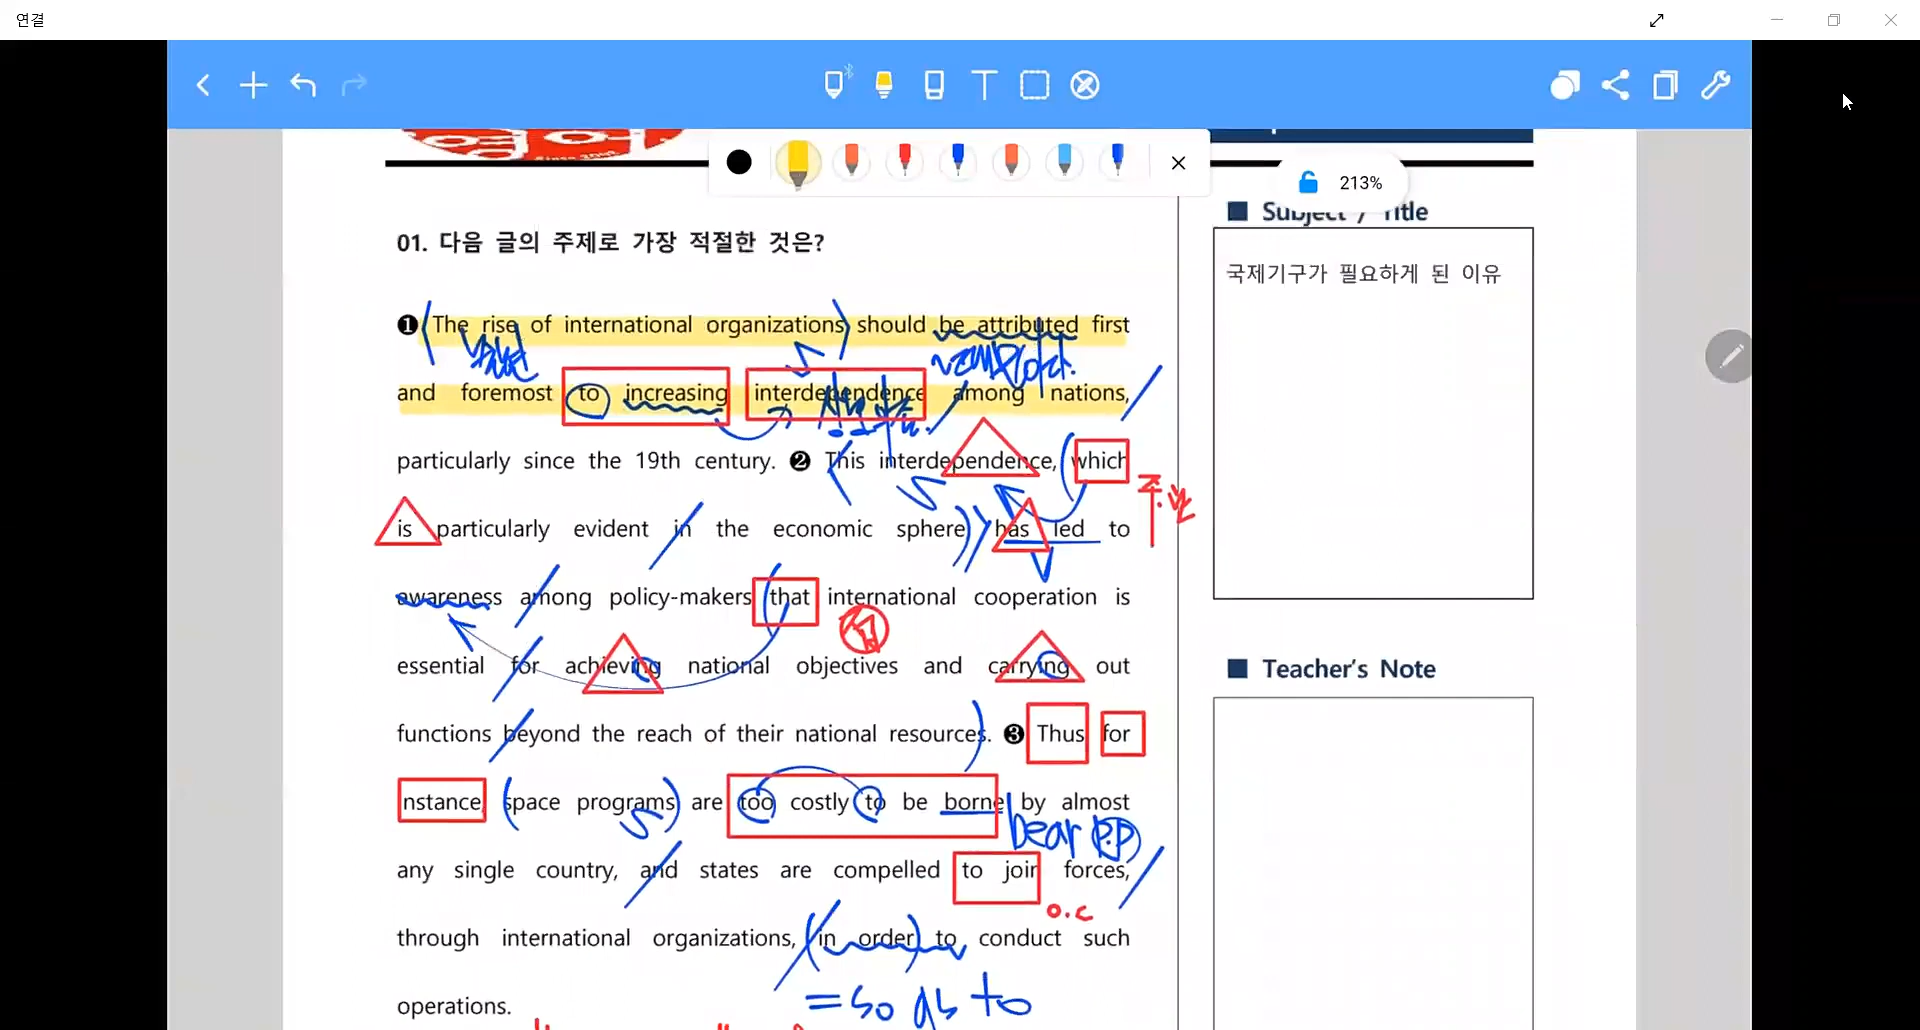 연결
213%
Subject / Title
국제기구가 필요하게 된 이유
01. 다음 글의 주제로 가장 적절한 것은?
❶ The rise of international organizations should be attributed first
and foremost to increasing interdependence among nations,
particularly since the 19th century. ❷ This interdependence, which
is particularly evident in the economic sphere, has led to
awareness among policy-makers that international cooperation is
essential for achieving national objectives and carrying out
functions beyond the reach of their national resources. ❸ Thus for
nstance, space programs are too costly to be borne by almost
bear P.P
any single country, and states are compelled to join forces,
o.c
through international organizations, in order to conduct such
= so as to
operations.
Teacher's Note